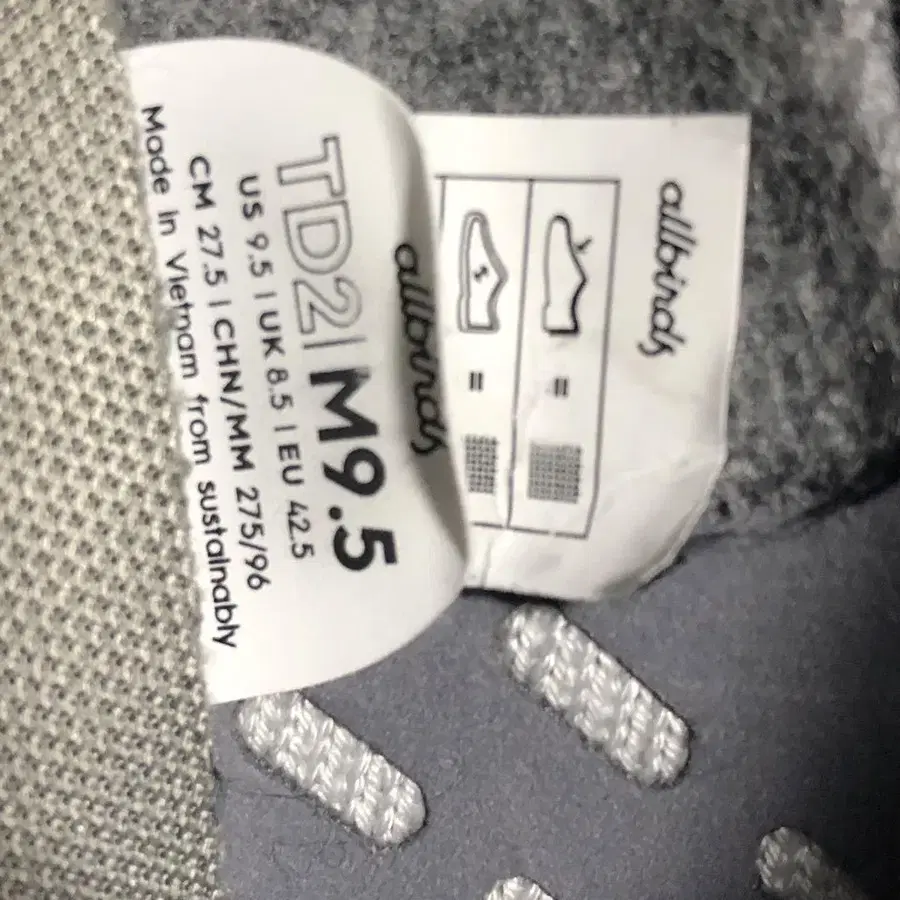 allbirds
TD2 | M9.5
US 9.5 | UK 8.5 | EU 42.5
CM 27.5 | CHN/MM 275/96
Made in Vietnam from sustainably
allbirds
=
=